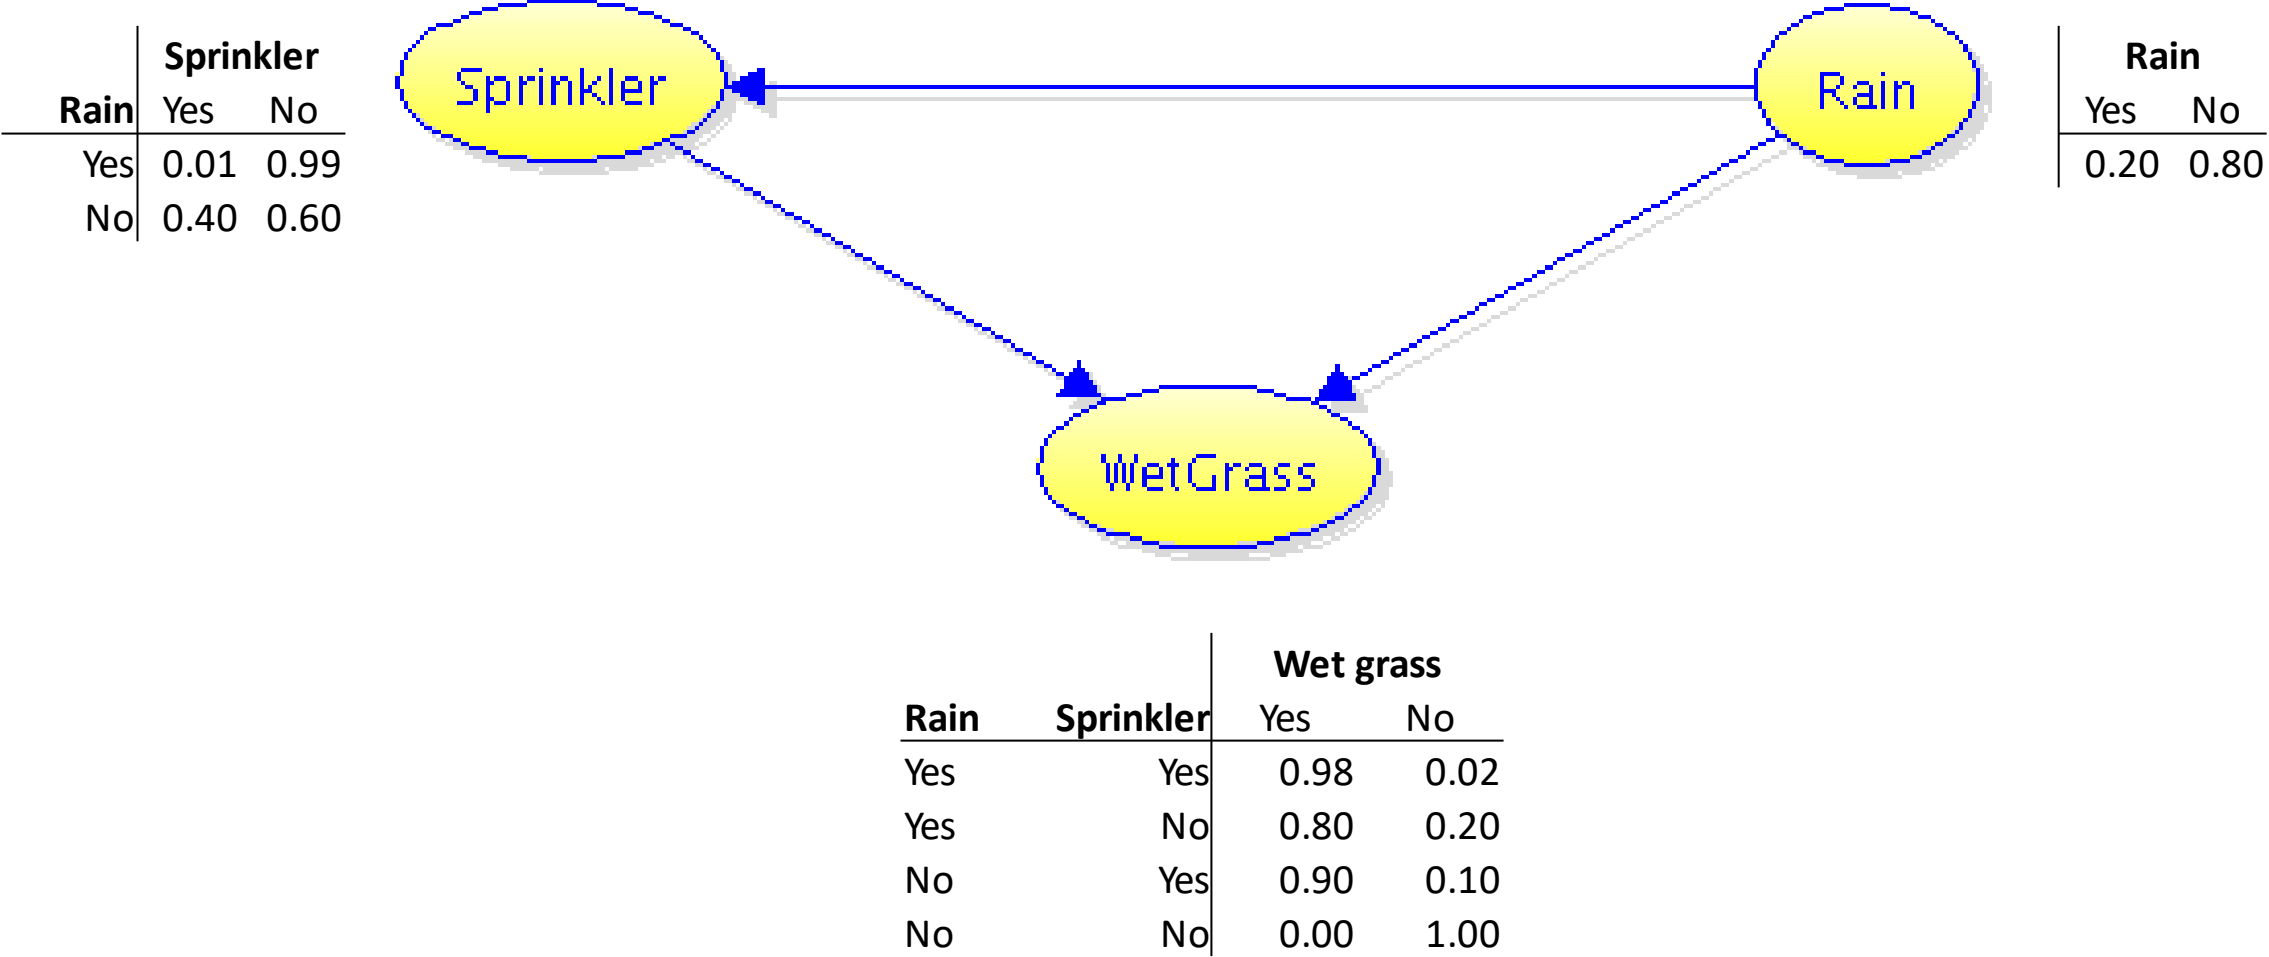 Sprinkler
Rain Yes No
Yes 0.01 0.99
No 0.40 0.60
Sprinkler
Rain
Rain
Yes No
0.20 0.80
WetGrass
Wet grass
Rain Sprinkler Yes No
Yes Yes 0.98 0.02
Yes No 0.80 0.20
No Yes 0.90 0.10
No No 0.00 1.00